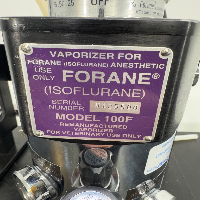 VAPORIZER FOR
FORANE (ISOFLURANE) ANESTHETIC
USE ONLY FORANE®
(ISOFLURANE)
SERIAL NUMBER
MODEL 100F
REMANUFACTURED
VAPORIZER
FOR VETERINARY USE ONLY